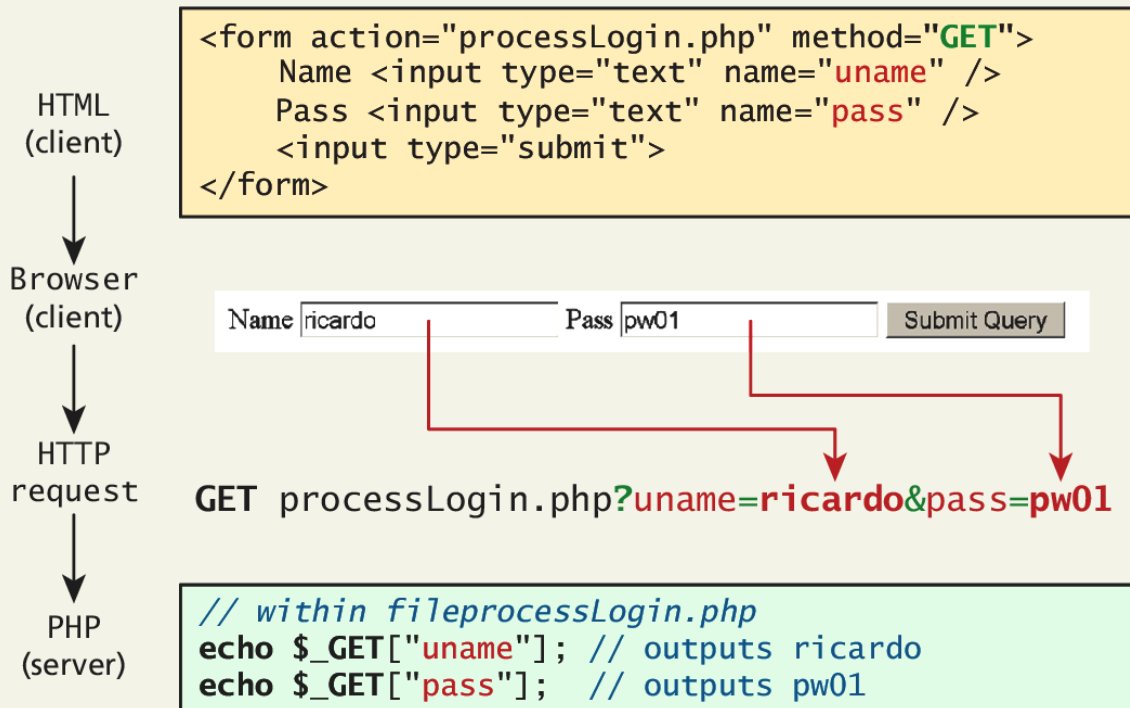 HTML
(client)
<form action="processLogin.php" method="GET">
Name <input type="text" name="uname" />
Pass <input type="text" name="pass" />
<input type="submit">
</form>
Browser
(client)
Name ricardo Pass pw01 Submit Query
HTTP
request
GET processLogin.php?uname=ricardo&pass=pw01
PHP
(server)
// within fileprocessLogin.php
echo $_GET["uname"]; // outputs ricardo
echo $_GET["pass"]; // outputs pw01